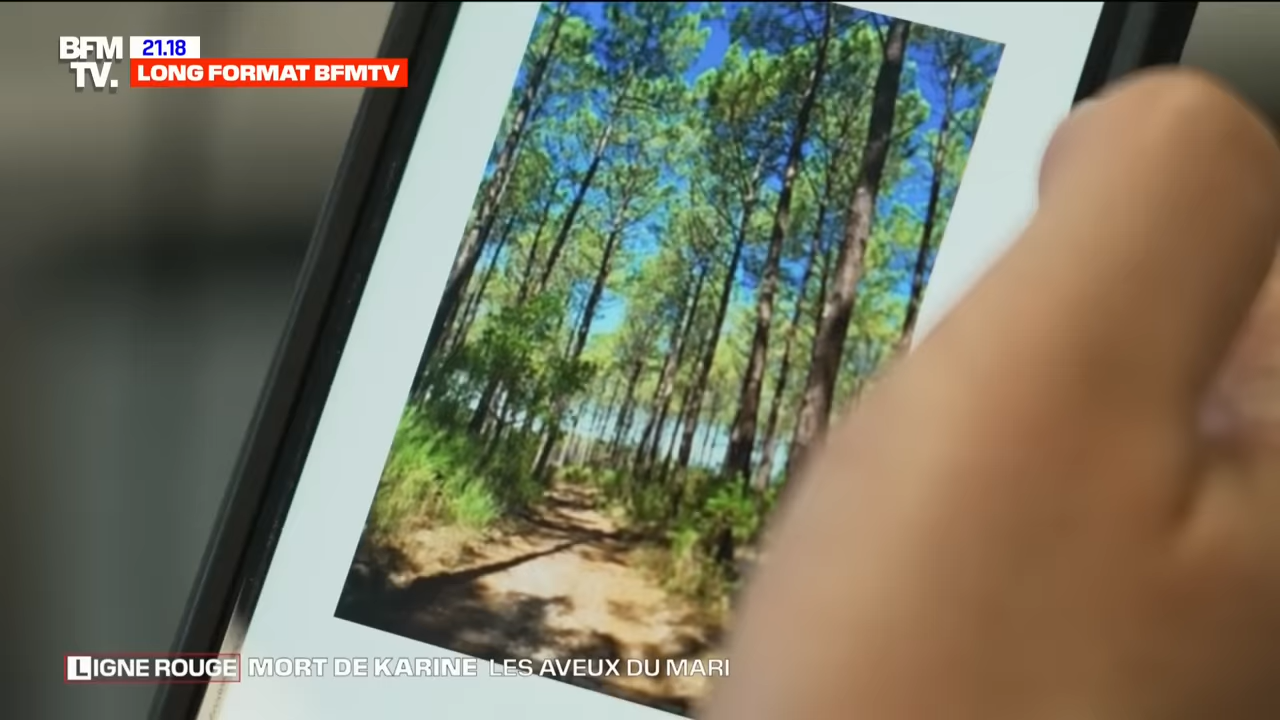 BFM
TV.
21.18
LONG FORMAT BFMTV
LIGNE ROUGE MORT DE KARINE LES AVEUX DU MARI